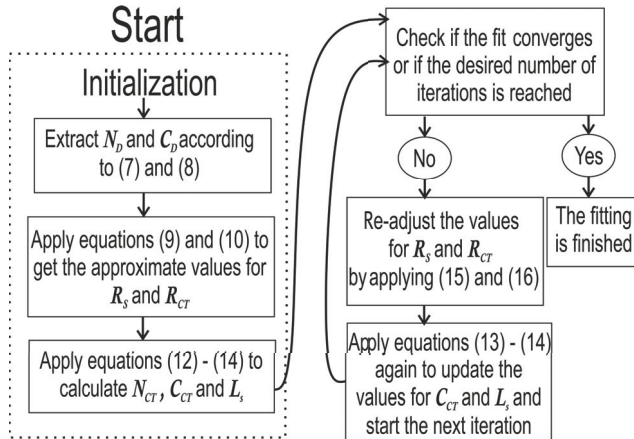 Start
Initialization
Extract N_D and C_D according
to (7) and (8)
Apply equations (9) and (10) to
get the approximate values for
R_S and R_CT
Apply equations (12) - (14) to
calculate N_CT, C_CT and L_s
Check if the fit converges
or if the desired number of
iterations is reached
No
Yes
Re-adjust the values
for R_S and R_CT
by applying (15) and (16)
The fitting
is finished
Apply equations (13) - (14)
again to update the
values for C_CT and L_s and
start the next iteration